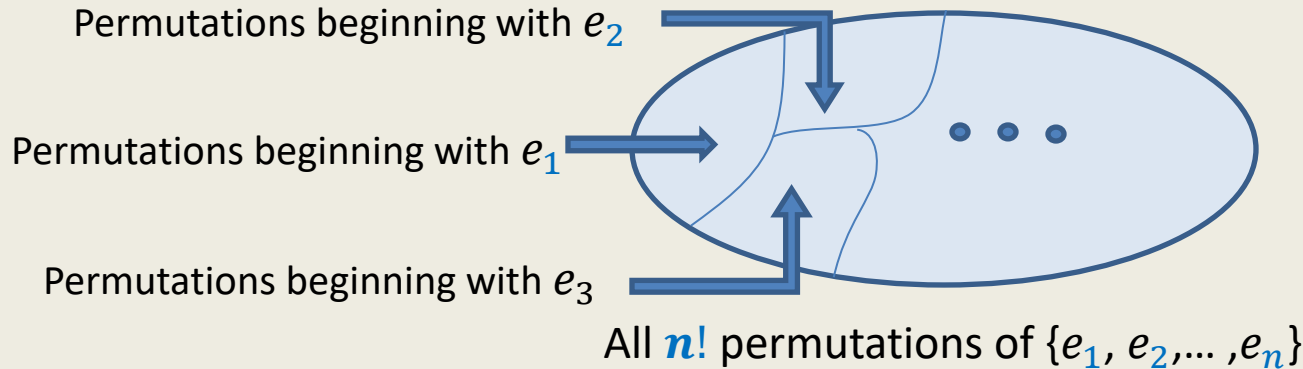 Permutations beginning with e₂
Permutations beginning with e₁
Permutations beginning with e₃
All n! permutations of {e₁, e₂,... ,eₙ}